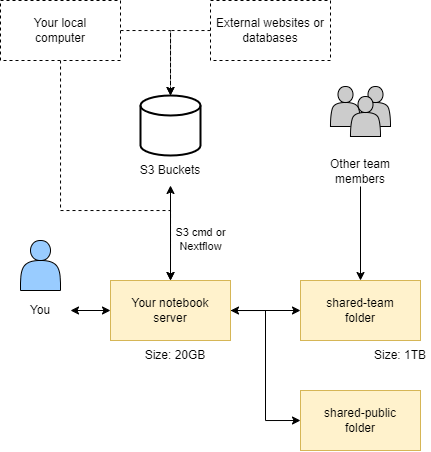 Your local
computer
External websites or
databases
S3 Buckets
Other team
members
S3 cmd or
Nextflow
You
Your notebook
server
shared-team
folder
Size: 20GB
Size: 1TB
shared-public
folder